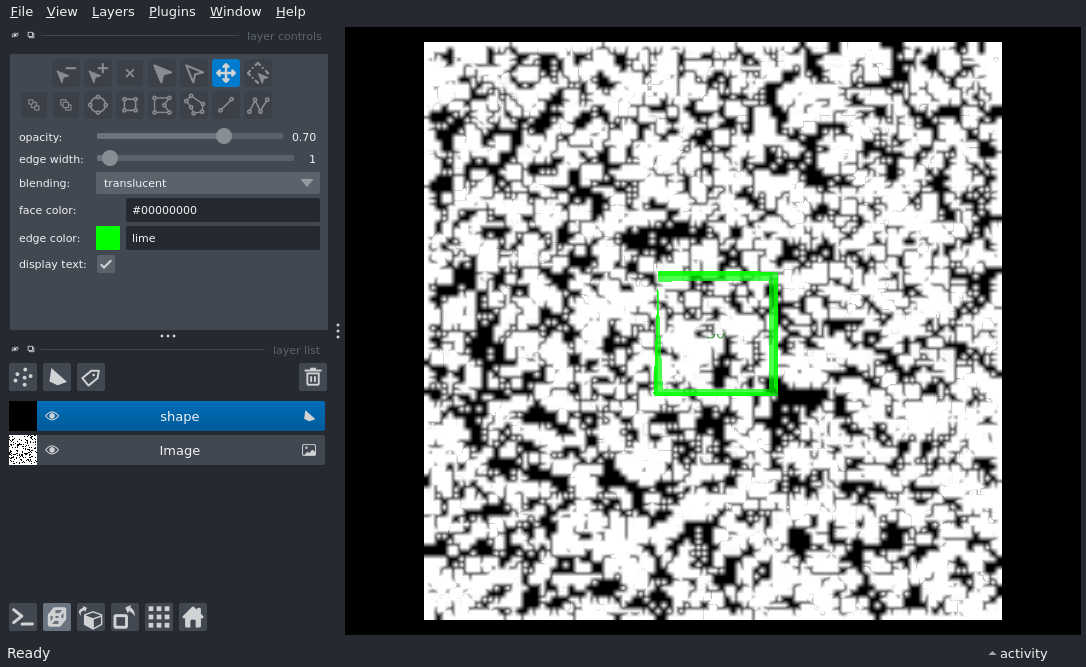 File View Layers Plugins Window Help
layer controls
opacity: 0.70
edge width: 1
blending: translucent
face color: #00000000
edge color: lime
display text:
layer list
shape
Image
Ready
activity